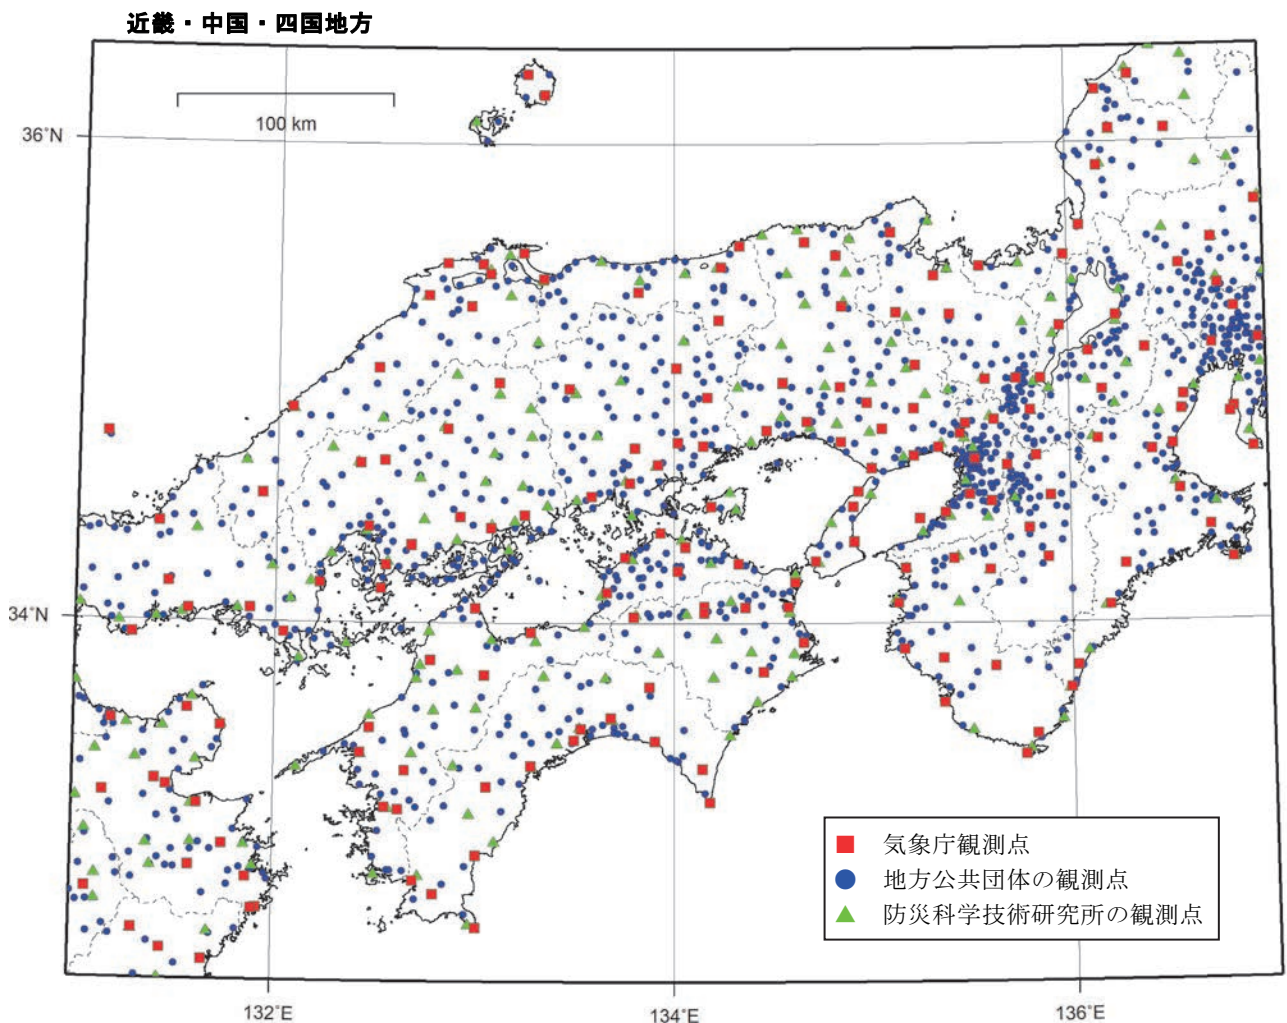 近畿・中国・四国地方
100 km
36˚N
34˚N
気象庁観測点
地方公共団体の観測点
防災科学技術研究所の観測点
132˚E
134˚E
136˚E